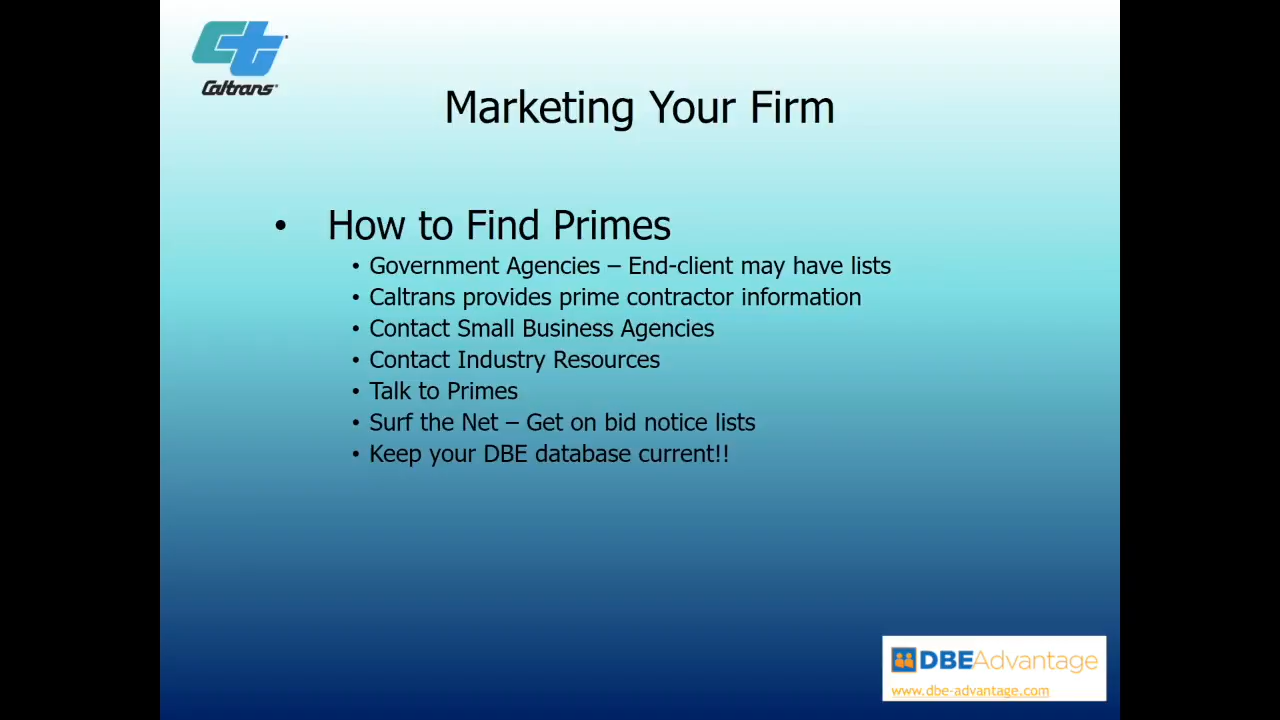 Caltrans
Marketing Your Firm
• How to Find Primes
• Government Agencies – End-client may have lists
• Caltrans provides prime contractor information
• Contact Small Business Agencies
• Contact Industry Resources
• Talk to Primes
• Surf the Net – Get on bid notice lists
• Keep your DBE database current!!
DBEAdvantage
www.dbe-advantage.com